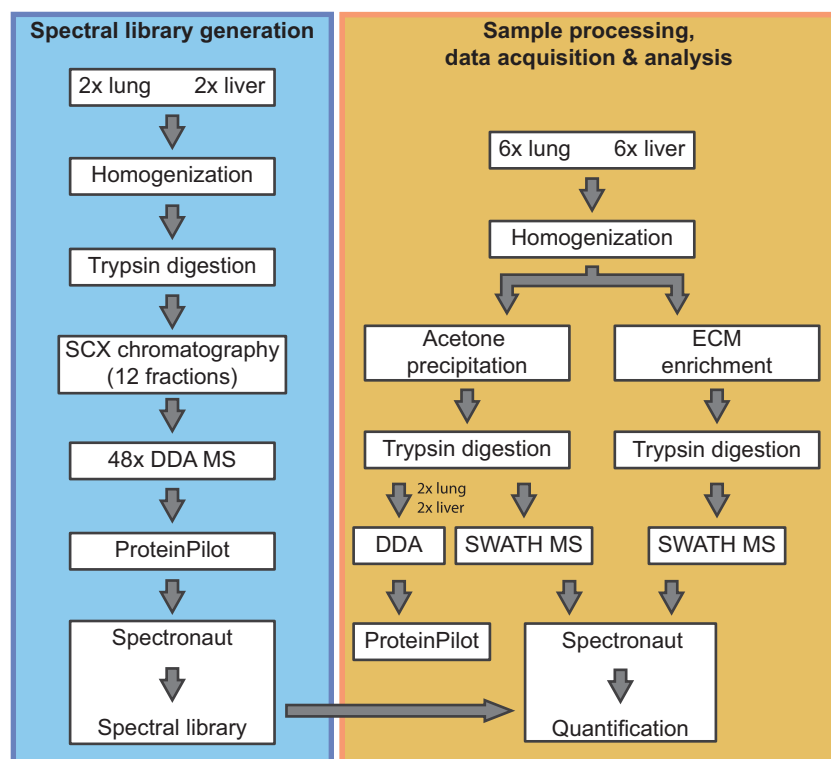 Spectral library generation
2x lung 2x liver
Homogenization
Trypsin digestion
SCX chromatography
(12 fractions)
48x DDA MS
ProteinPilot
Spectronaut
Spectral library
Sample processing,
data acquisition & analysis
6x lung 6x liver
Homogenization
Acetone
precipitation
ECM
enrichment
Trypsin digestion
Trypsin digestion
2x lung
2x liver
DDA
SWATH MS
SWATH MS
ProteinPilot
Spectronaut
Quantification